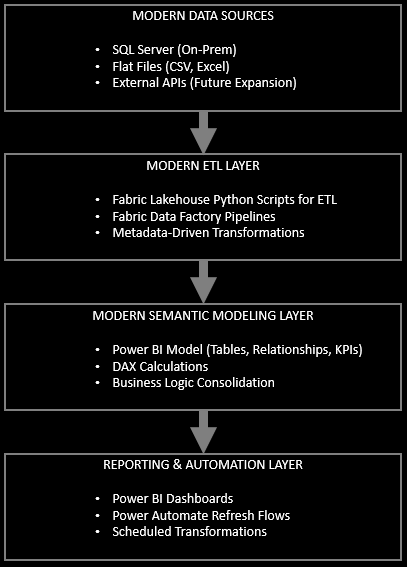 MODERN DATA SOURCES
• SQL Server (On-Prem)
• Flat Files (CSV, Excel)
• External APIs (Future Expansion)
MODERN ETL LAYER
• Fabric Lakehouse Python Scripts for ETL
• Fabric Data Factory Pipelines
• Metadata-Driven Transformations
MODERN SEMANTIC MODELING LAYER
• Power BI Model (Tables, Relationships, KPIs)
• DAX Calculations
• Business Logic Consolidation
REPORTING & AUTOMATION LAYER
• Power BI Dashboards
• Power Automate Refresh Flows
• Scheduled Transformations